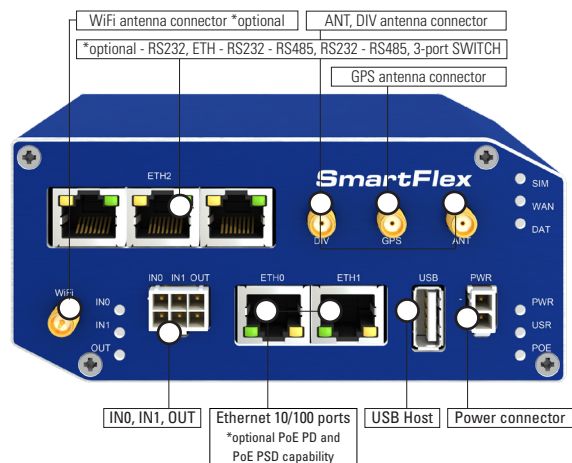 WiFi antenna connector *optional
ANT, DIV antenna connector
*optional - RS232, ETH - RS232 - RS485, RS232 - RS485, 3-port SWITCH
GPS antenna connector
ETH2
SmartFlex
SIM
WAN
DAT
DIV
GPS
ANT
WiFi
IN0
IN1
OUT
IN0 IN1 OUT
ETH0
ETH1
USB
PWR
-
PWR
USR
POE
IN0, IN1, OUT
Ethernet 10/100 ports
*optional PoE PD and
PoE PSD capability
USB Host
Power connector